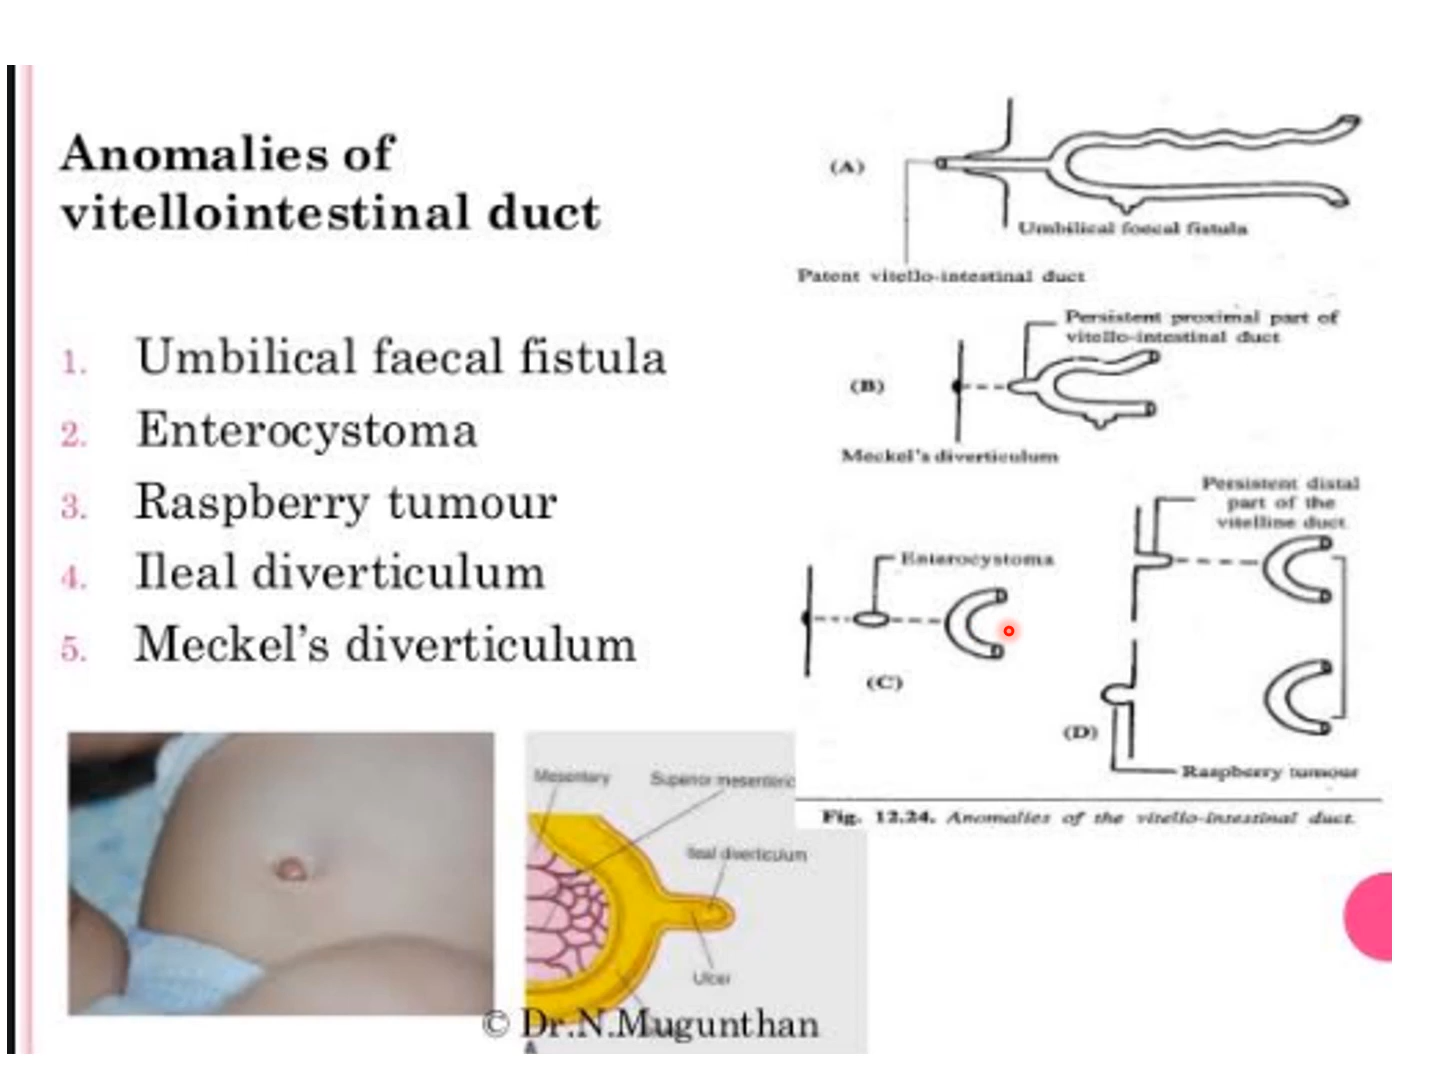 Anomalies of
vitellointestinal duct
1. Umbilical faecal fistula
2. Enterocystoma
3. Raspberry tumour
4. Ileal diverticulum
5. Meckel's diverticulum
(A)
Umbilical foecal fistula
Patent vitello-intestinal duct
Persistent proximal part of
vitello-intestinal duct
(B)
Meckel's diverticulum
Persistent distal
part of the
vitelline duct
Enterocystoma
(C)
(D)
Raspberry tumour
Fig. 12.24. Anomalies of the vitello-intestinal duct.
Mesentery
Superior mesenteric
Ileal diverticulum
Ulcer
© Dr.N.Mugunthan
A